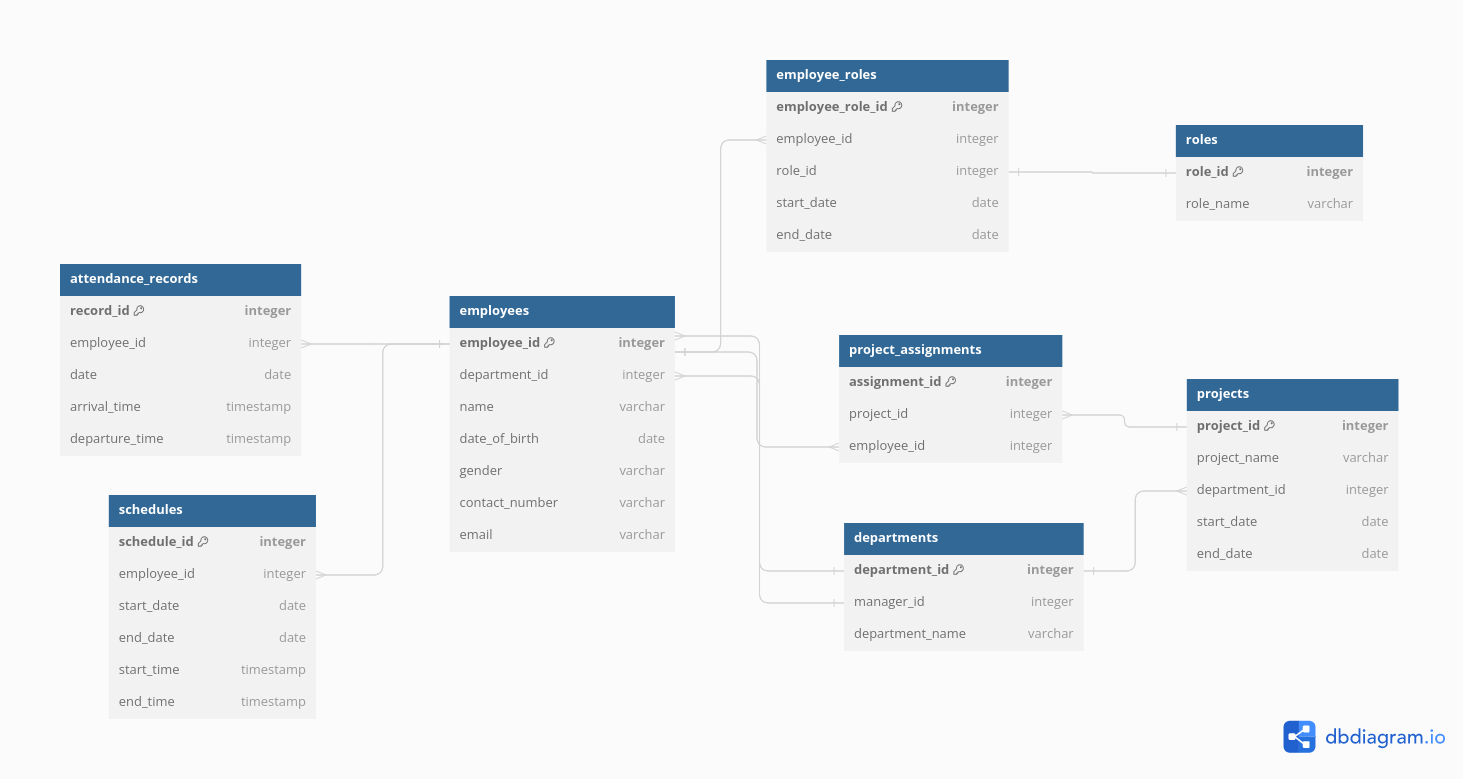 employee_roles
employee_role_id integer
employee_id integer
role_id integer
start_date date
end_date date
roles
role_id integer
role_name varchar
attendance_records
record_id integer
employee_id integer
date date
arrival_time timestamp
departure_time timestamp
employees
employee_id integer
department_id integer
name varchar
date_of_birth date
gender varchar
contact_number varchar
email varchar
project_assignments
assignment_id integer
project_id integer
employee_id integer
projects
project_id integer
project_name varchar
department_id integer
start_date date
end_date date
schedules
schedule_id integer
employee_id integer
start_date date
end_date date
start_time timestamp
end_time timestamp
departments
department_id integer
manager_id integer
department_name varchar
dbdiagram.io